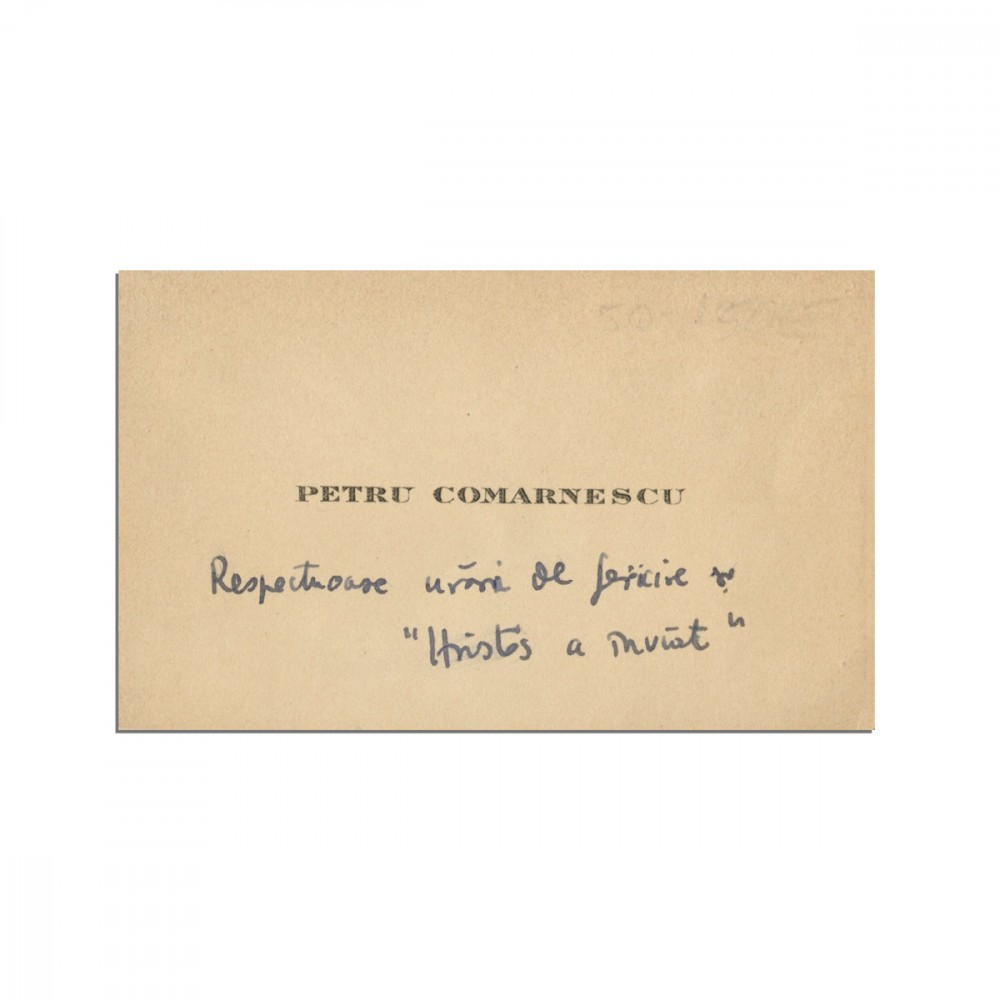 PETRU COMARNESCU
Respectuoase urări de fericire și
"Hristos a înviat"